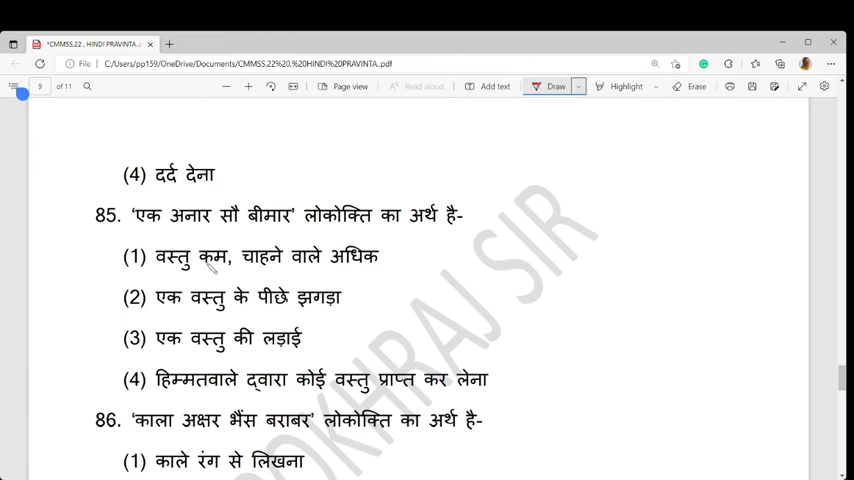 *CMMSS,22 , HINDI PRAVINTA..pdf
File C:/Users/pp159/OneDrive/Documents/CMMSS,22%20,%20HINDI%20PRAVINTA..pdf
9 of 11 Page view Read aloud Add text Draw Highlight Erase
(4) दर्द देना
85. ‘एक अनार सौ बीमार’ लोकोक्ति का अर्थ है-
(1) वस्तु कम, चाहने वाले अधिक
(2) एक वस्तु के पीछे झगड़ा
(3) एक वस्तु की लड़ाई
(4) हिम्मतवाले द्वारा कोई वस्तु प्राप्त कर लेना
86. ‘काला अक्षर भैंस बराबर’ लोकोक्ति का अर्थ है-
(1) काले रंग से लिखना
POKHRAJ SIR